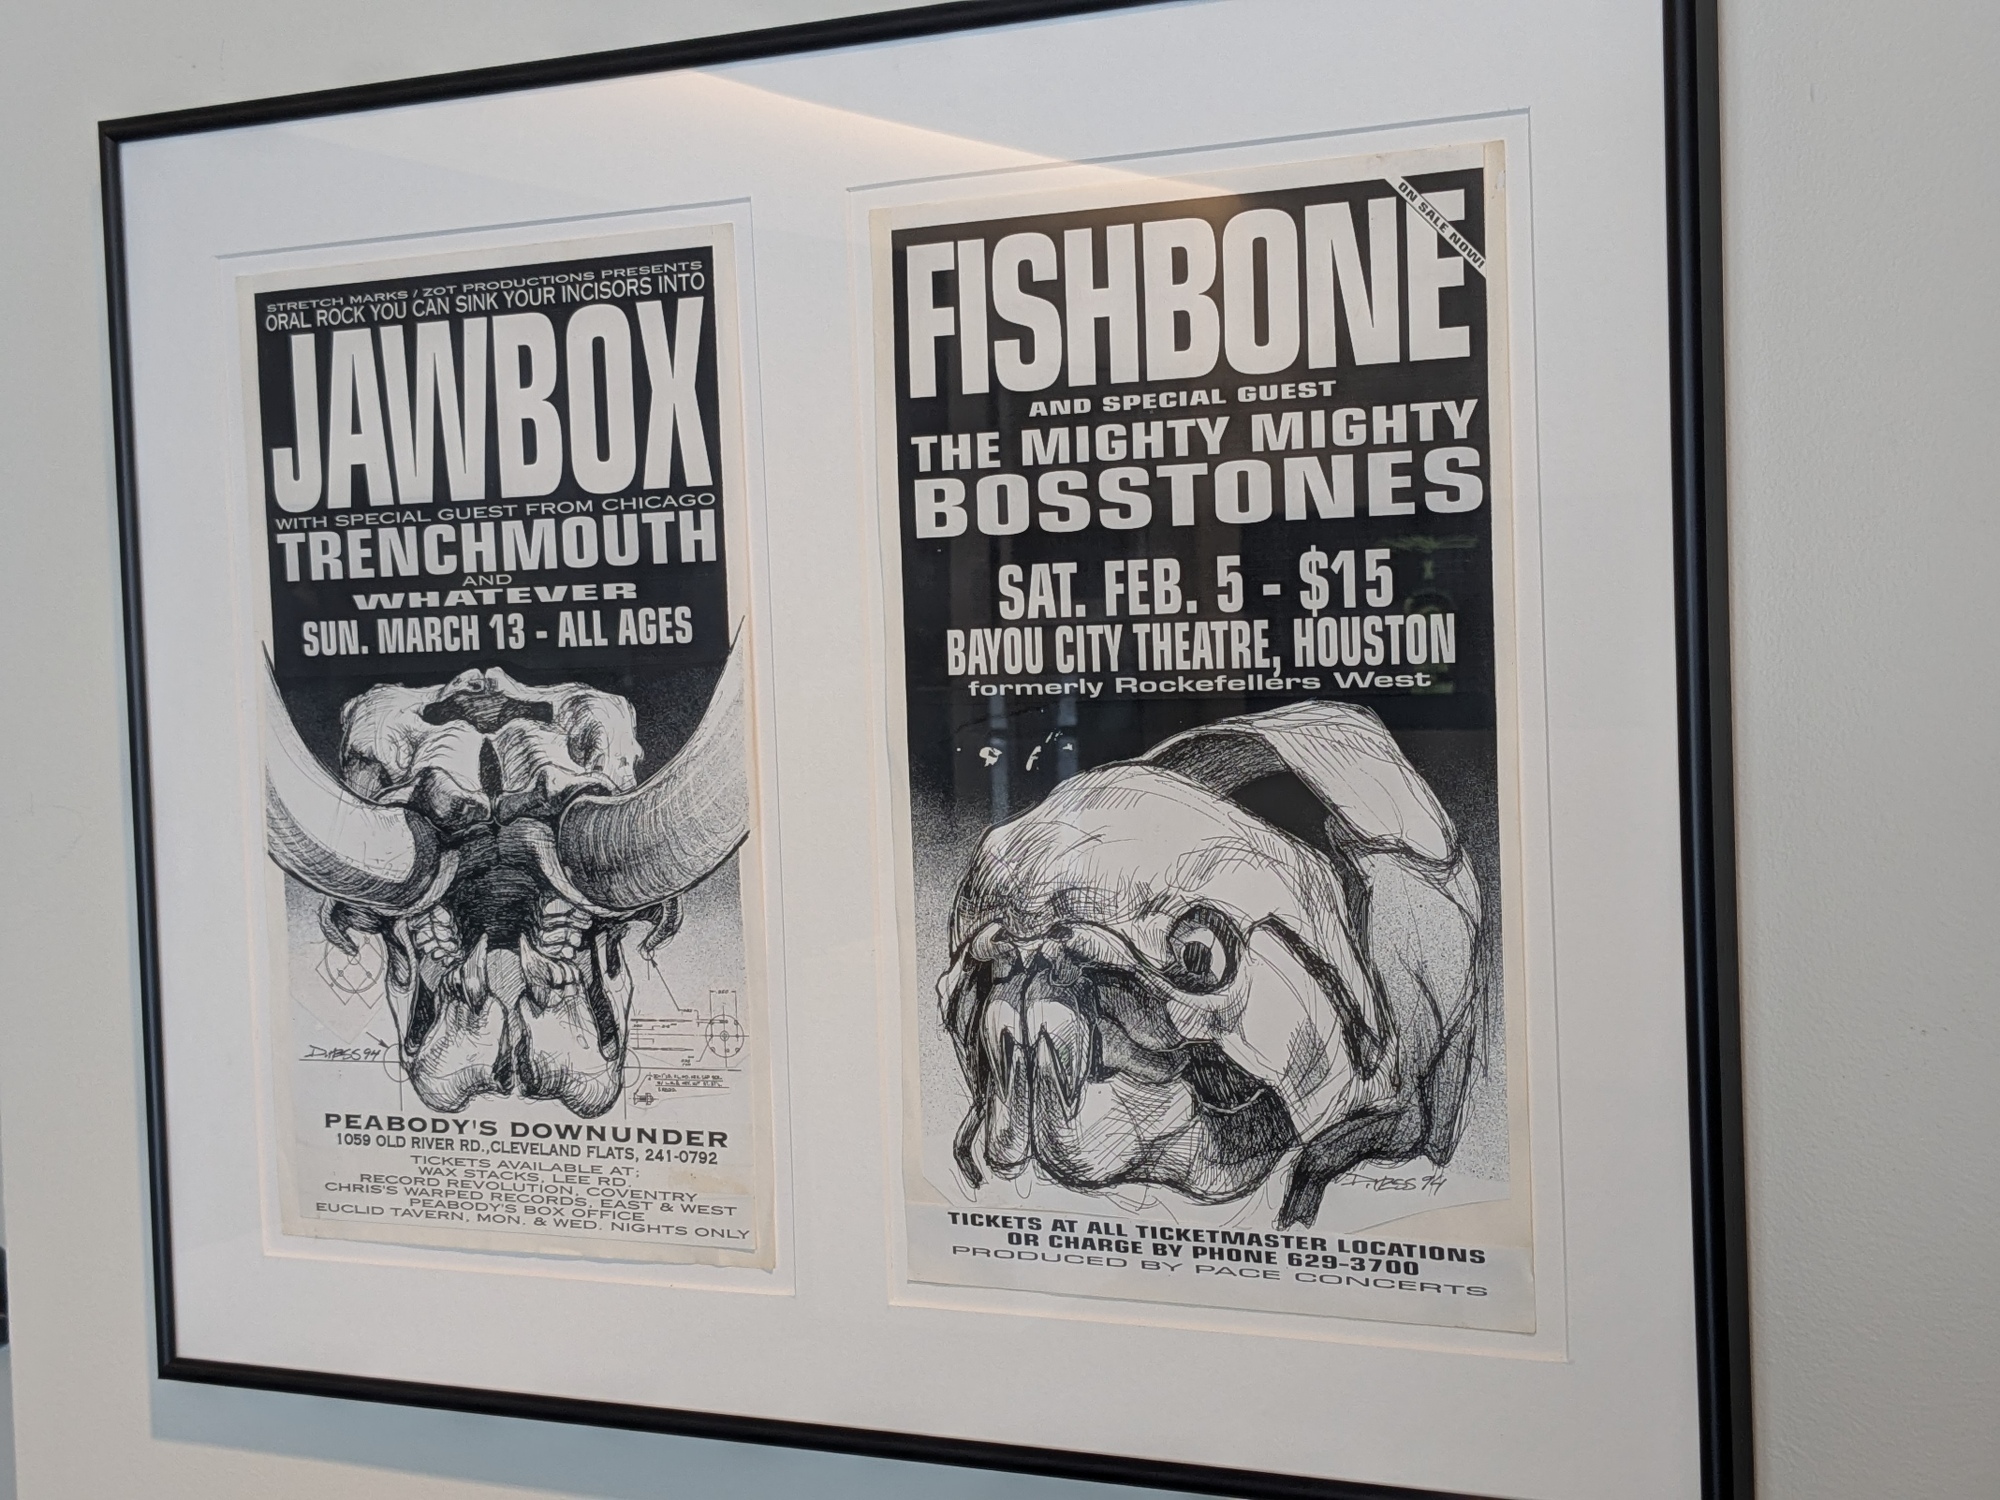 STRETCH MARKS / ZOT PRODUCTIONS PRESENTS
ORAL ROCK YOU CAN SINK YOUR INCISORS INTO
JAWBOX
WITH SPECIAL GUEST FROM CHICAGO
TRENCHMOUTH
AND
WHATEVER
SUN. MARCH 13 - ALL AGES
D.HESS 94
PEABODY'S DOWNUNDER
1059 OLD RIVER RD.,CLEVELAND FLATS, 241-0792
TICKETS AVAILABLE AT;
WAX STACKS, LEE RD.
RECORD REVOLUTION, COVENTRY
CHRIS'S WARPED RECORDS, EAST & WEST
PEABODY'S BOX OFFICE
EUCLID TAVERN, MON. & WED. NIGHTS ONLY
ON SALE NOW!
FISHBONE
AND SPECIAL GUEST
THE MIGHTY MIGHTY
BOSSTONES
SAT. FEB. 5 - $15
BAYOU CITY THEATRE, HOUSTON
formerly Rockefellers West
D.HESS 94
TICKETS AT ALL TICKETMASTER LOCATIONS
OR CHARGE BY PHONE 629-3700
PRODUCED BY PACE CONCERTS